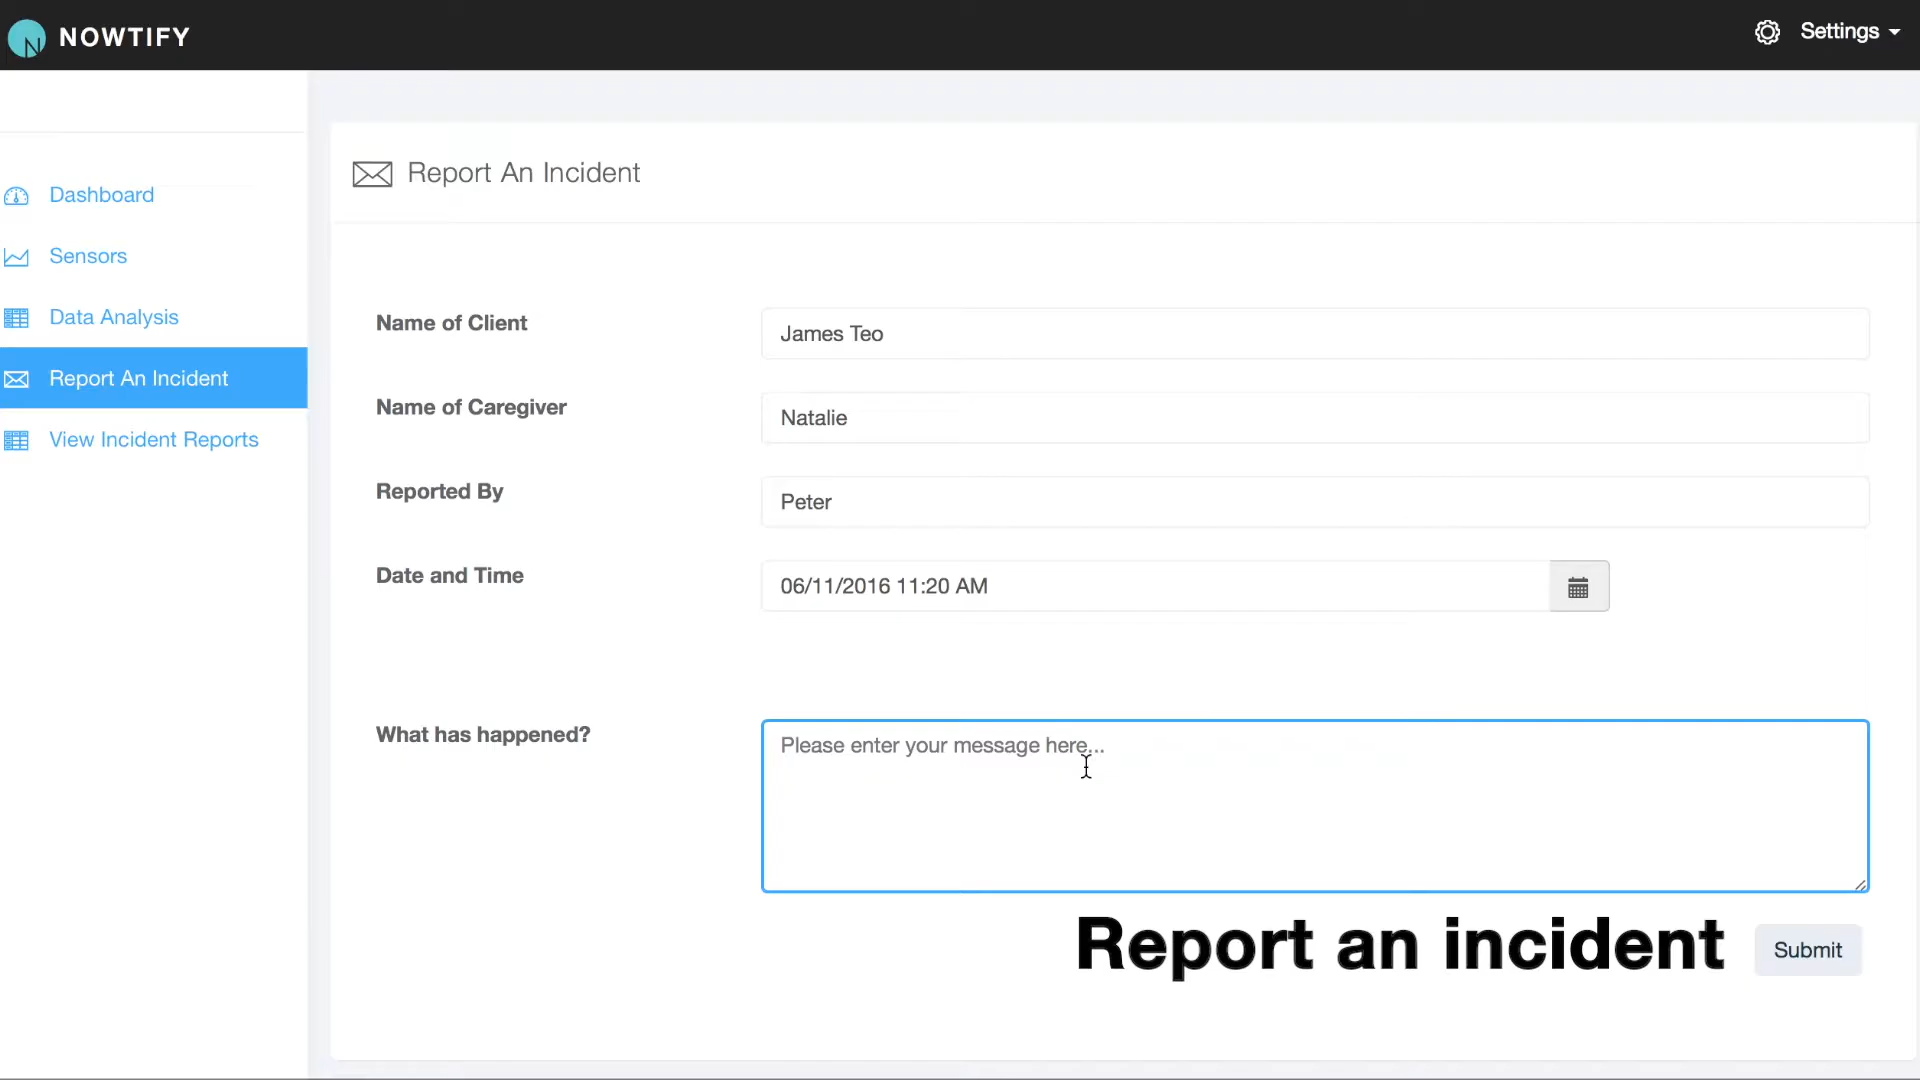 NOWTIFY
Settings
Dashboard
Sensors
Data Analysis
Report An Incident
View Incident Reports
Report An Incident
Name of Client
James Teo
Name of Caregiver
Natalie
Reported By
Peter
Date and Time
06/11/2016 11:20 AM
What has happened?
Please enter your message here...
Report an incident
Submit